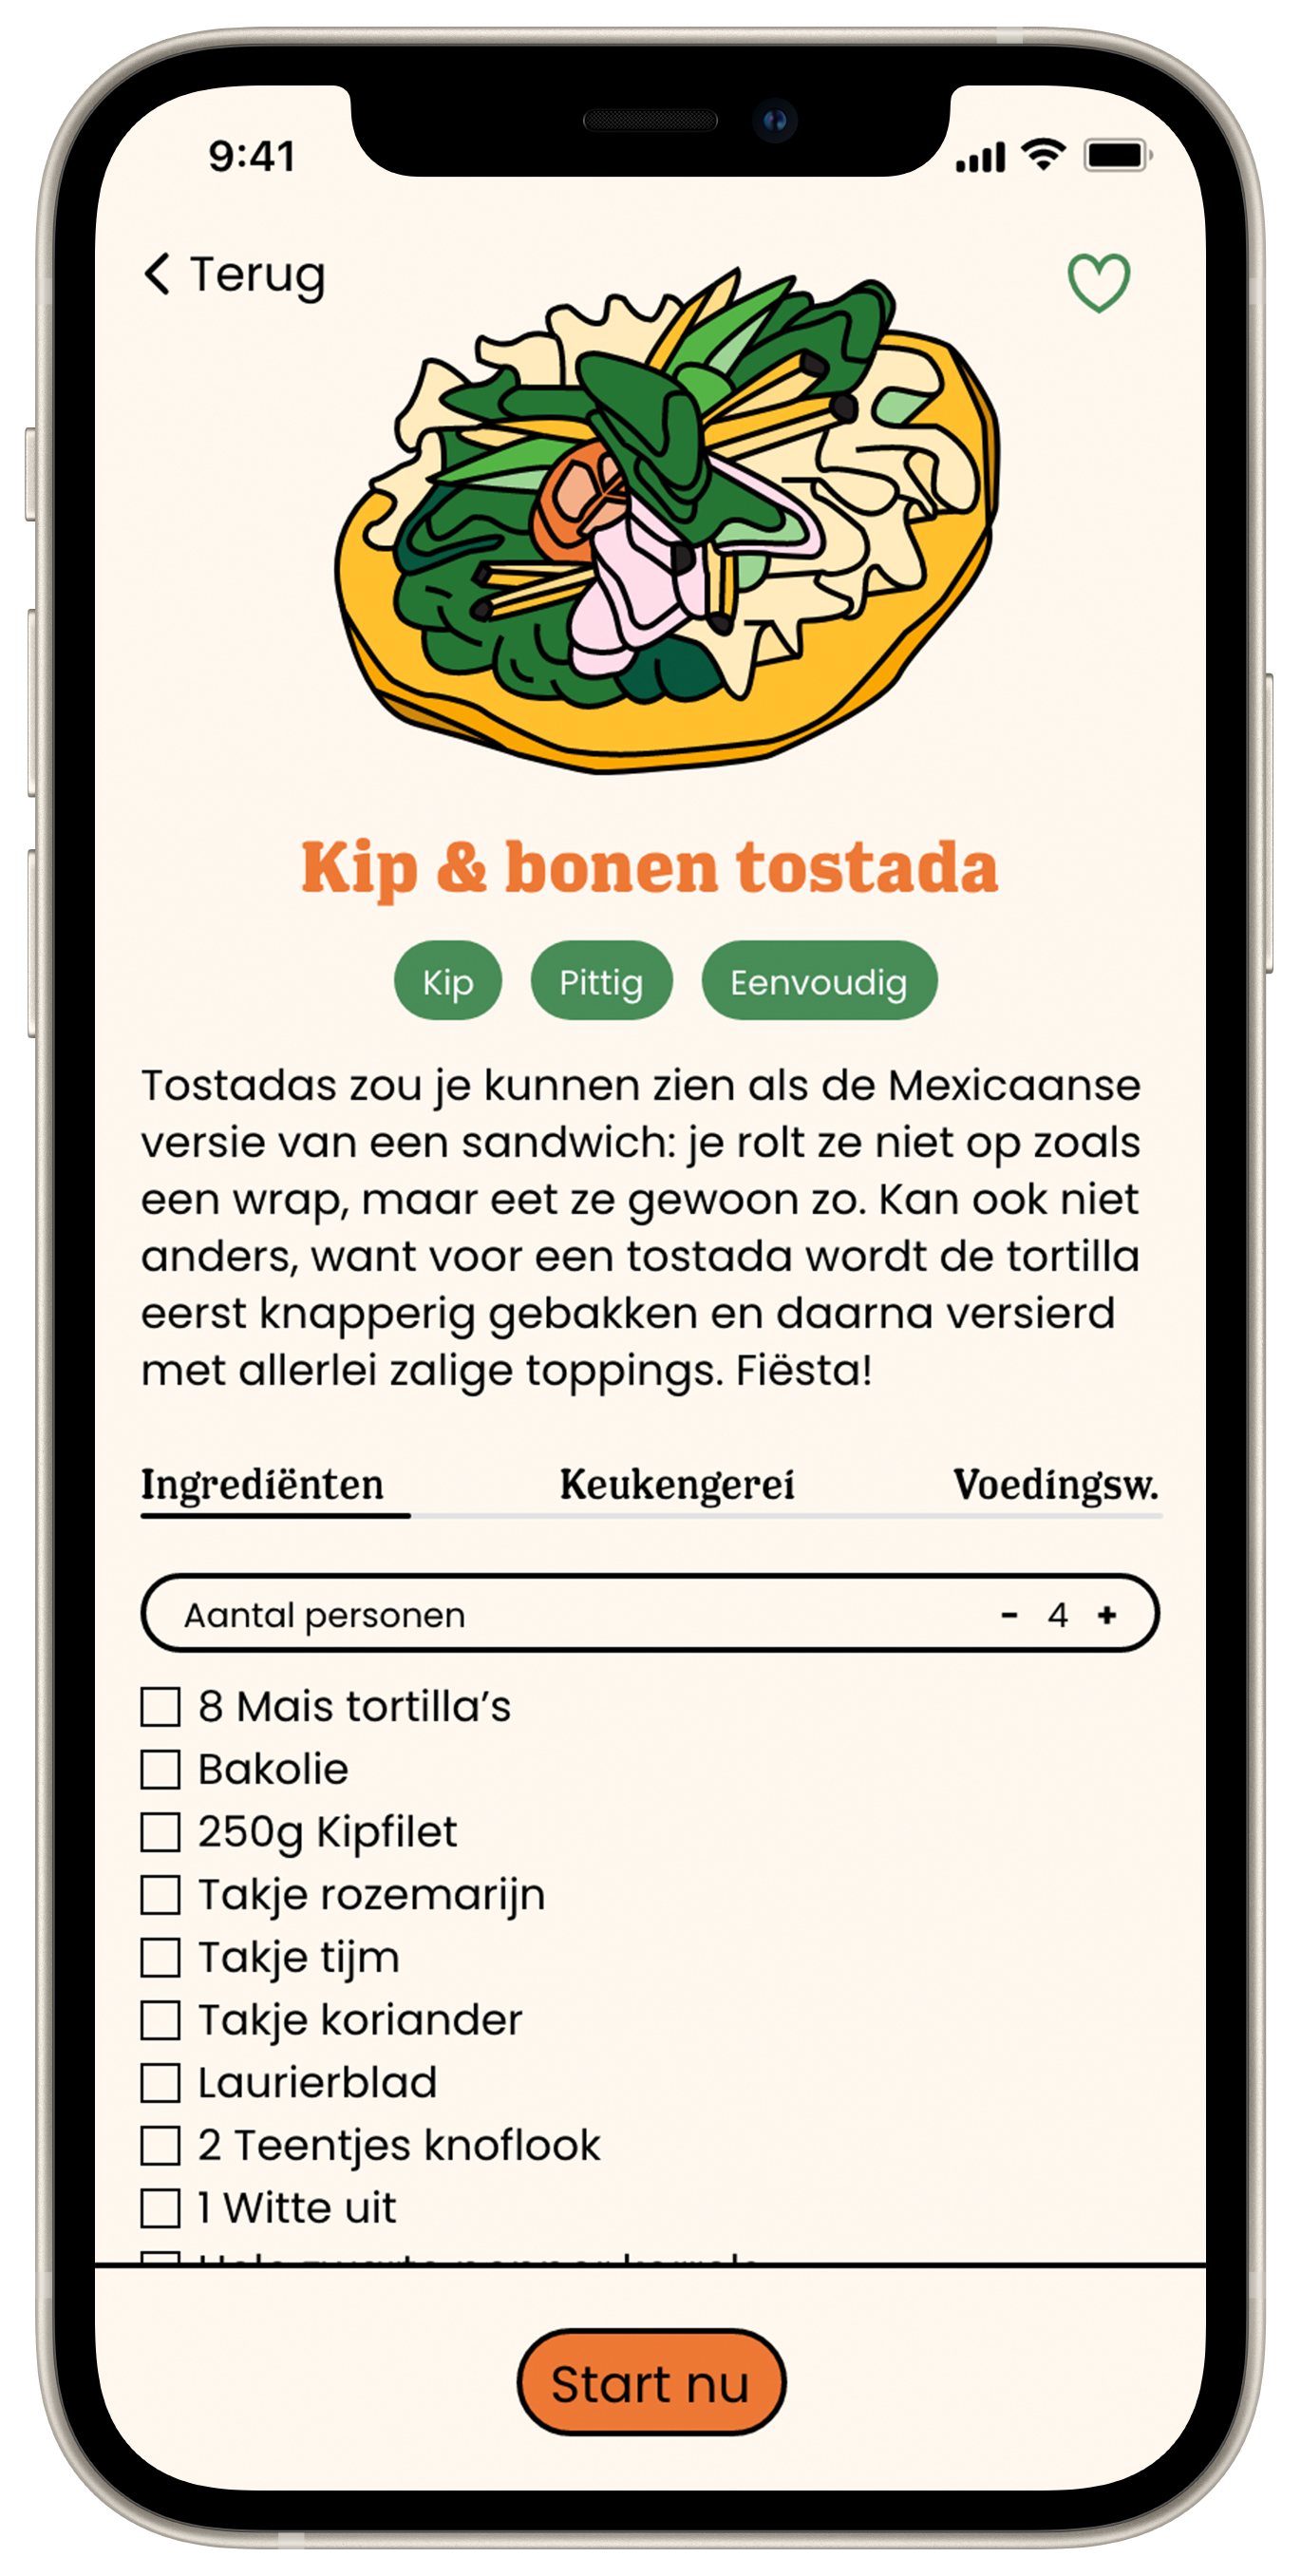 9:41
Terug
Kip & bonen tostada
Kip Pittig Eenvoudig
Tostadas zou je kunnen zien als de Mexicaanse
versie van een sandwich: je rolt ze niet op zoals
een wrap, maar eet ze gewoon zo. Kan ook niet
anders, want voor een tostada wordt de tortilla
eerst knapperig gebakken en daarna versierd
met allerlei zalige toppings. Fiësta!
Ingrediënten Keukengerei Voedingsw.
Aantal personen - 4 +
8 Mais tortilla’s
Bakolie
250g Kipfilet
Takje rozemarijn
Takje tijm
Takje koriander
Laurierblad
2 Teentjes knoflook
1 Witte uit
Start nu